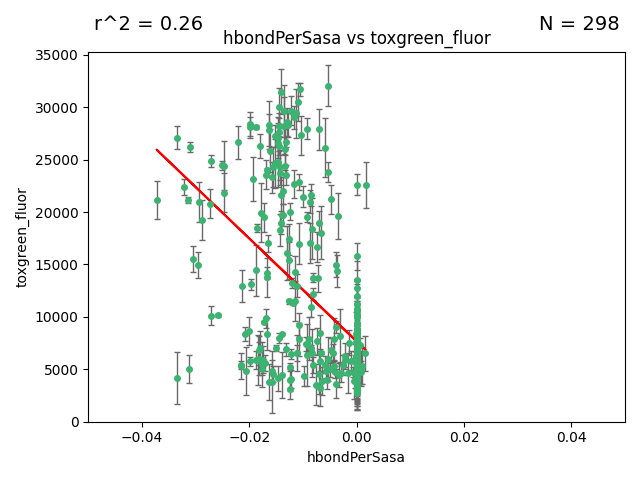 r^2 = 0.26
N = 298
hbondPerSasa vs toxgreen_fluor
35000
30000
25000
20000
15000
10000
5000
0
toxgreen_fluor
−0.04
−0.02
0.00
0.02
0.04
hbondPerSasa